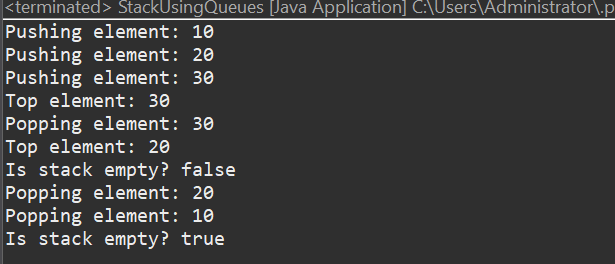 <terminated> StackUsingQueues [Java Application] C:\Users\Administrator\.p
Pushing element: 10
Pushing element: 20
Pushing element: 30
Top element: 30
Popping element: 30
Top element: 20
Is stack empty? false
Popping element: 20
Popping element: 10
Is stack empty? true